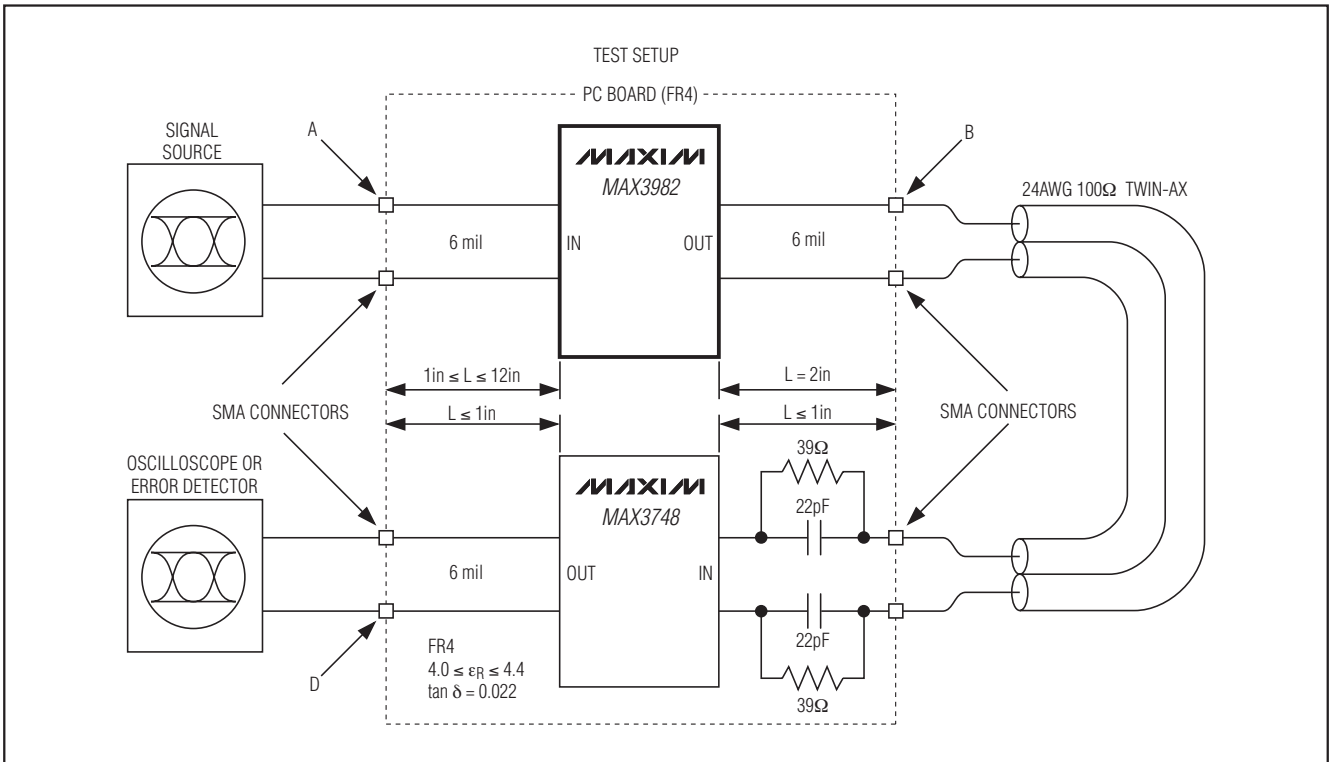 TEST SETUP
PC BOARD (FR4)
SIGNAL
SOURCE
A
B
MAXIM
MAX3982
24AWG 100Ω TWIN-AX
6 mil
IN
OUT
6 mil
1in ≤ L ≤ 12in
L = 2in
SMA CONNECTORS
L ≤ 1in
L ≤ 1in
SMA CONNECTORS
OSCILLOSCOPE OR
ERROR DETECTOR
39Ω
MAXIM
MAX3748
22pF
6 mil
OUT
IN
22pF
FR4
4.0 ≤ εR ≤ 4.4
tan δ = 0.022
D
39Ω